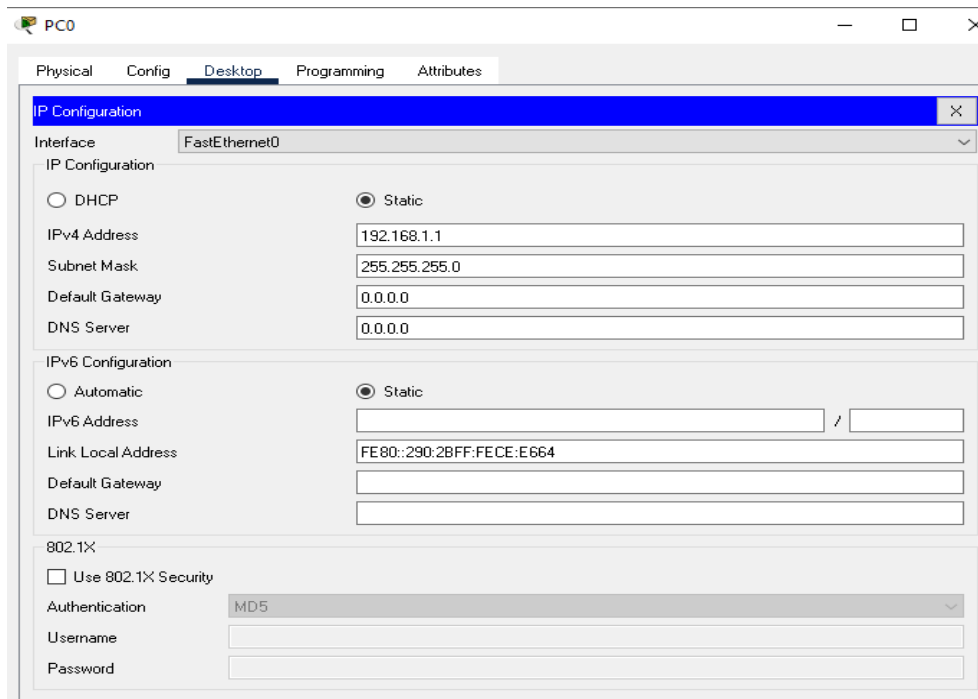 PC0
Physical Config Desktop Programming Attributes
IP Configuration
Interface FastEthernet0
IP Configuration
DHCP Static
IPv4 Address 192.168.1.1
Subnet Mask 255.255.255.0
Default Gateway 0.0.0.0
DNS Server 0.0.0.0
IPv6 Configuration
Automatic Static
IPv6 Address /
Link Local Address FE80::290:2BFF:FECE:E664
Default Gateway
DNS Server
802.1X
Use 802.1X Security
Authentication MD5
Username
Password